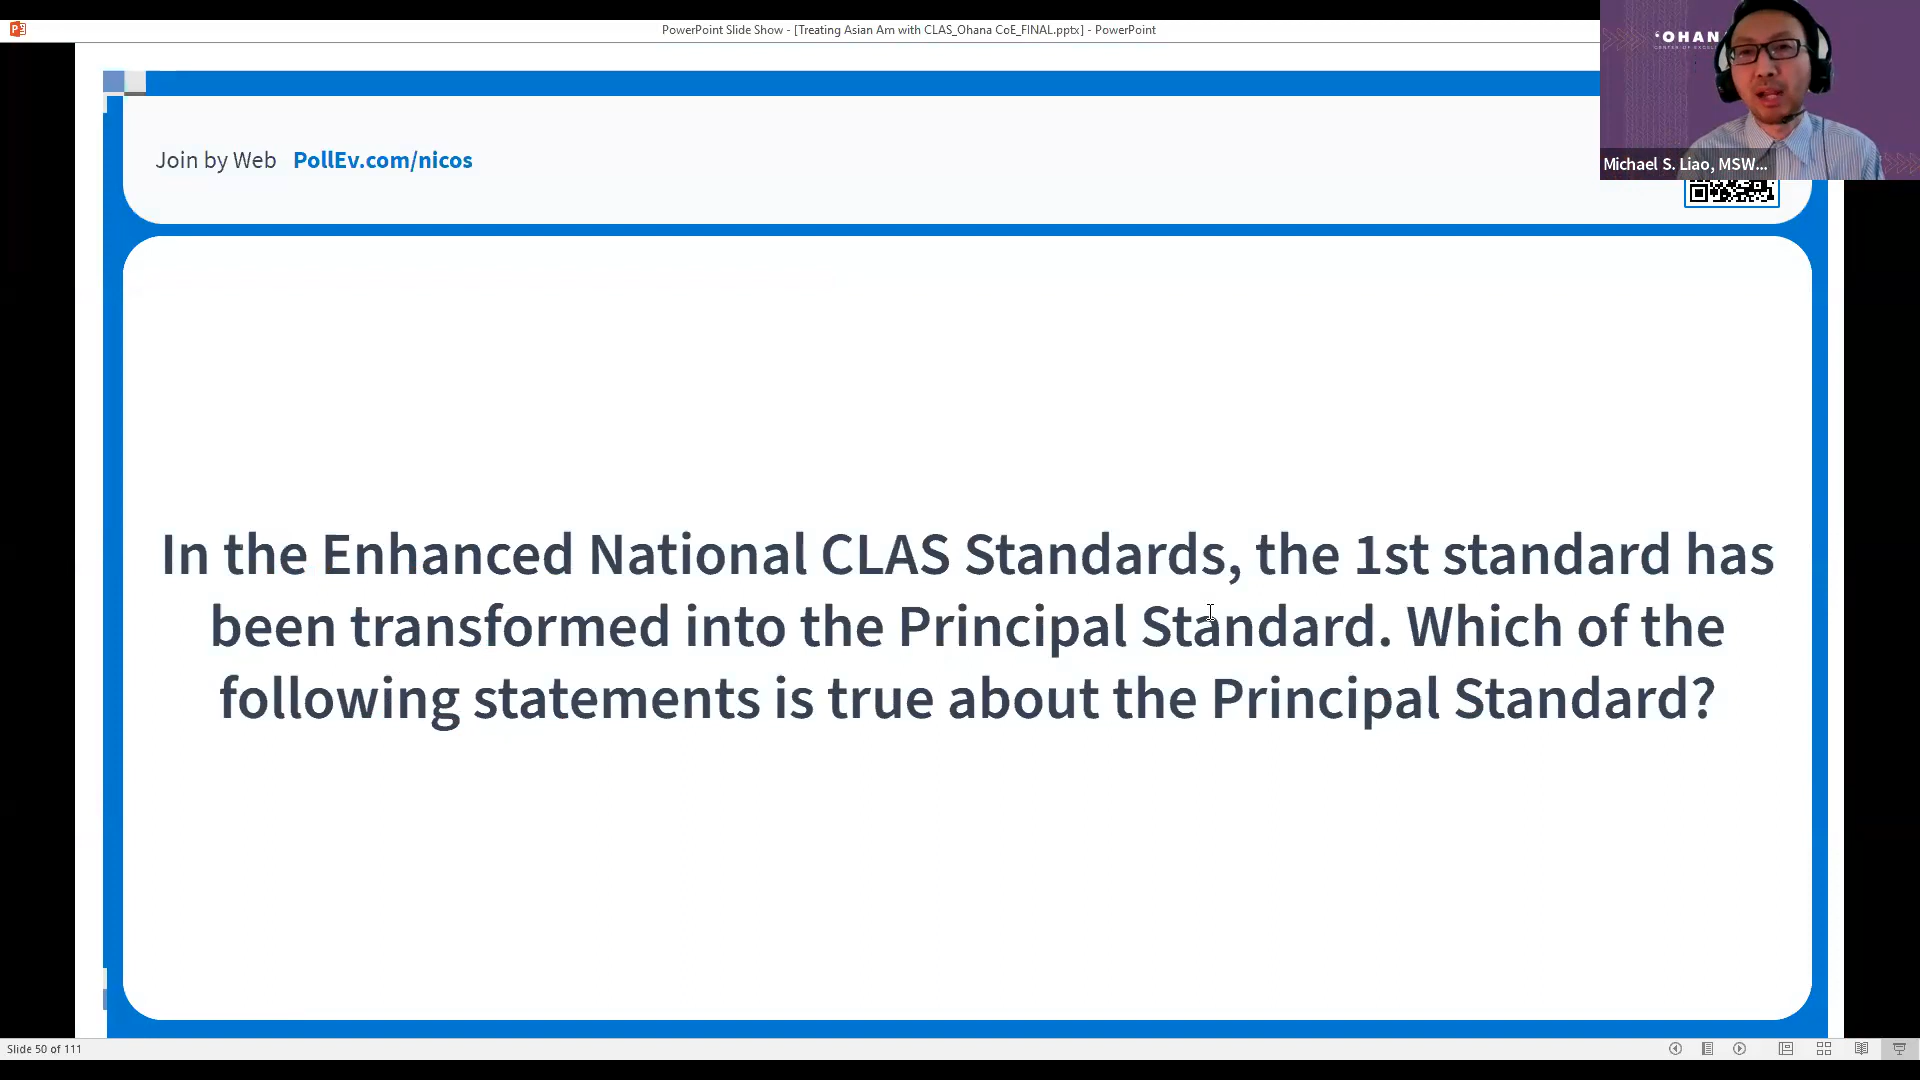 PowerPoint Slide Show - [Treating Asian Am with CLAS_Ohana CoE_FINAL.pptx] - PowerPoint
ʻOHAN
Join by Web PollEv.com/nicos
Michael S. Liao, MSW...
In the Enhanced National CLAS Standards, the 1st standard has
been transformed into the Principal Standard. Which of the
following statements is true about the Principal Standard?
Slide 50 of 111